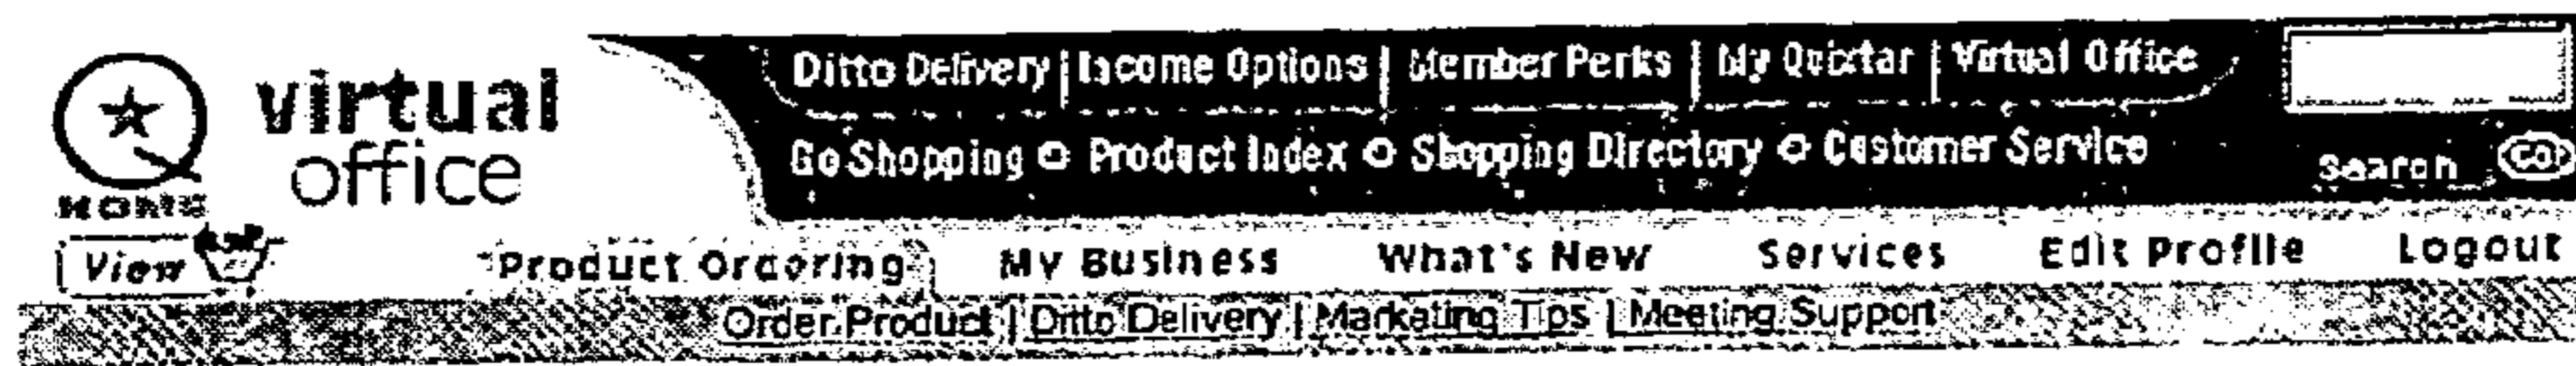 Ditto Delivery | Income Options | Member Perks | My Quixtar | Virtual Office
virtual
office
Go Shopping o Product Index o Shopping Directory o Customer Service
Search GO
HOME
View
Product Ordering My Business What's New Services Edit Profile Logout
Order Product | Ditto Delivery | Marketing Tips | Meeting Support